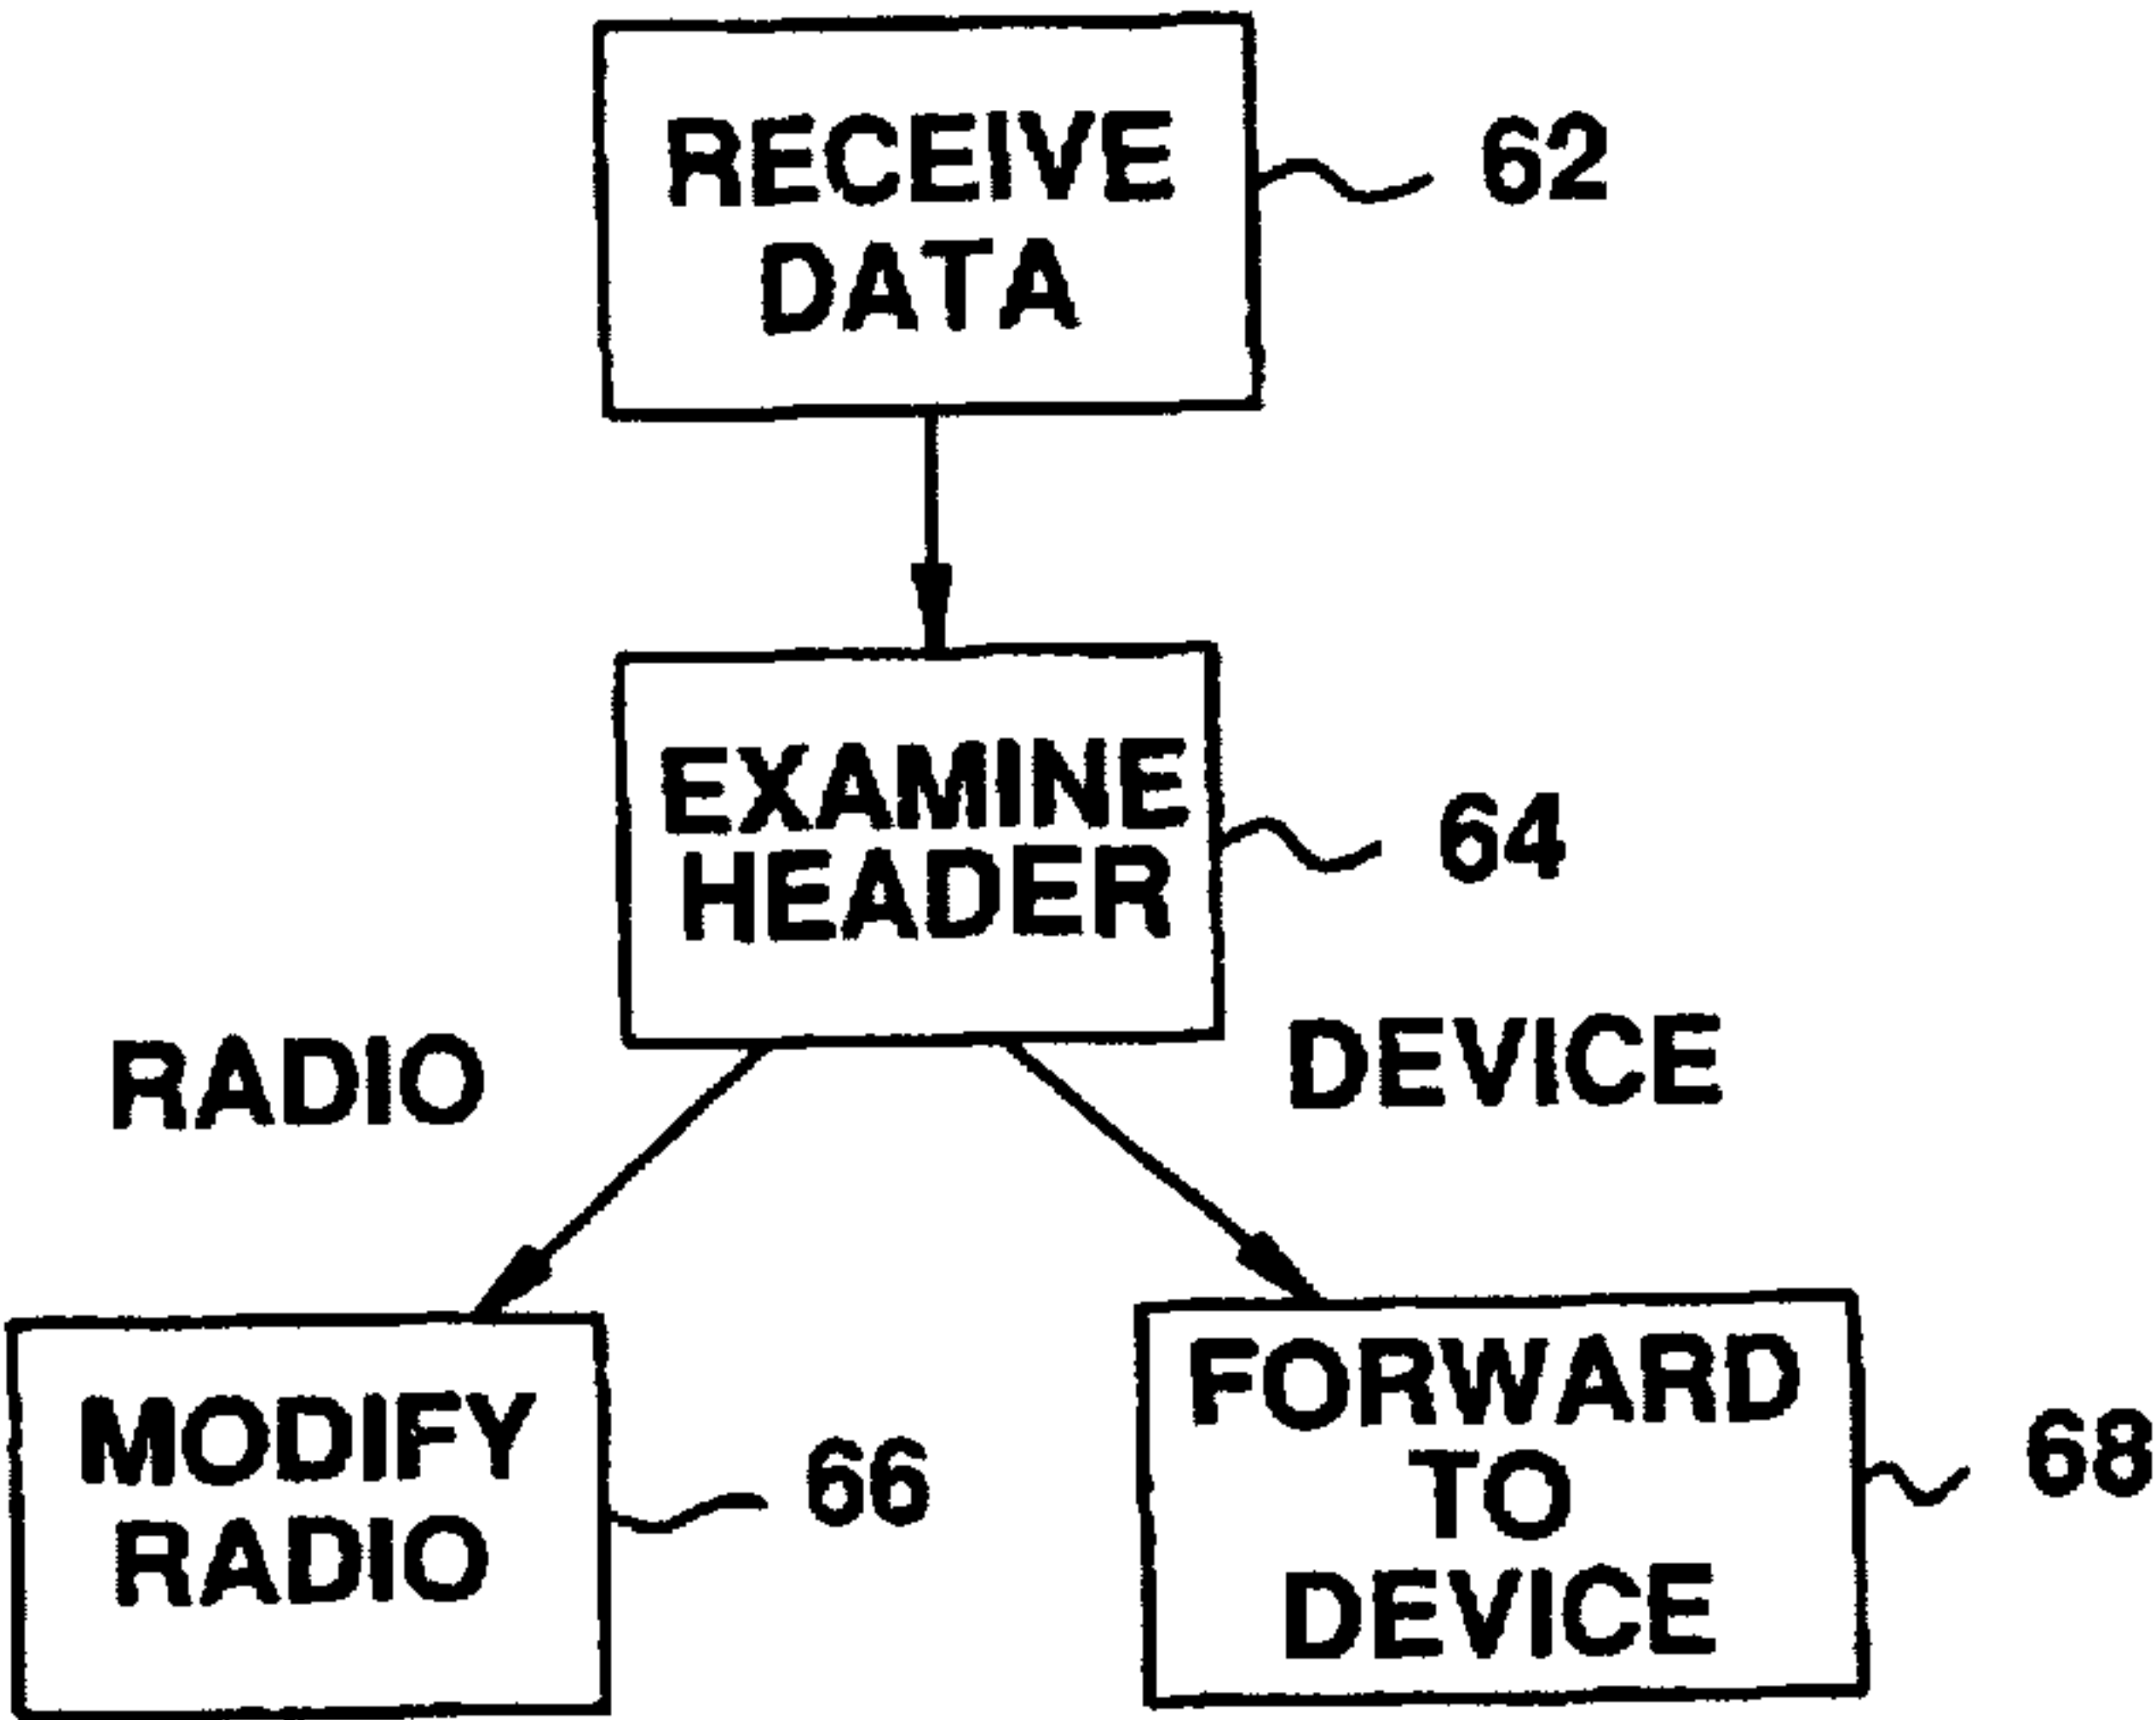 RECEIVE
DATA
62
EXAMINE
HEADER
64
RADIO
DEVICE
MODIFY
RADIO
66
FORWARD
TO
DEVICE
68